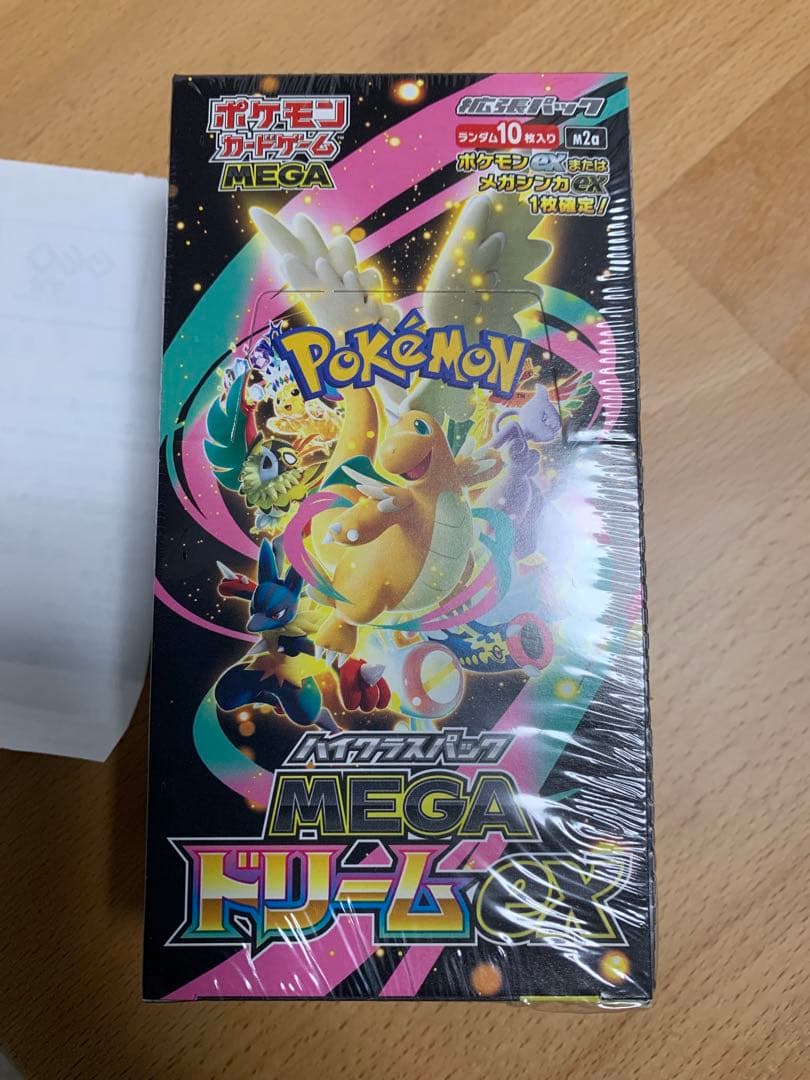 ポケモン
カードゲーム
MEGA
拡張パック
ランダム10枚入り M2a
ポケモンexまたは
メガシンカex
1枚確定!
POKÉMON
ハイクラスパック
MEGA
ドリームex